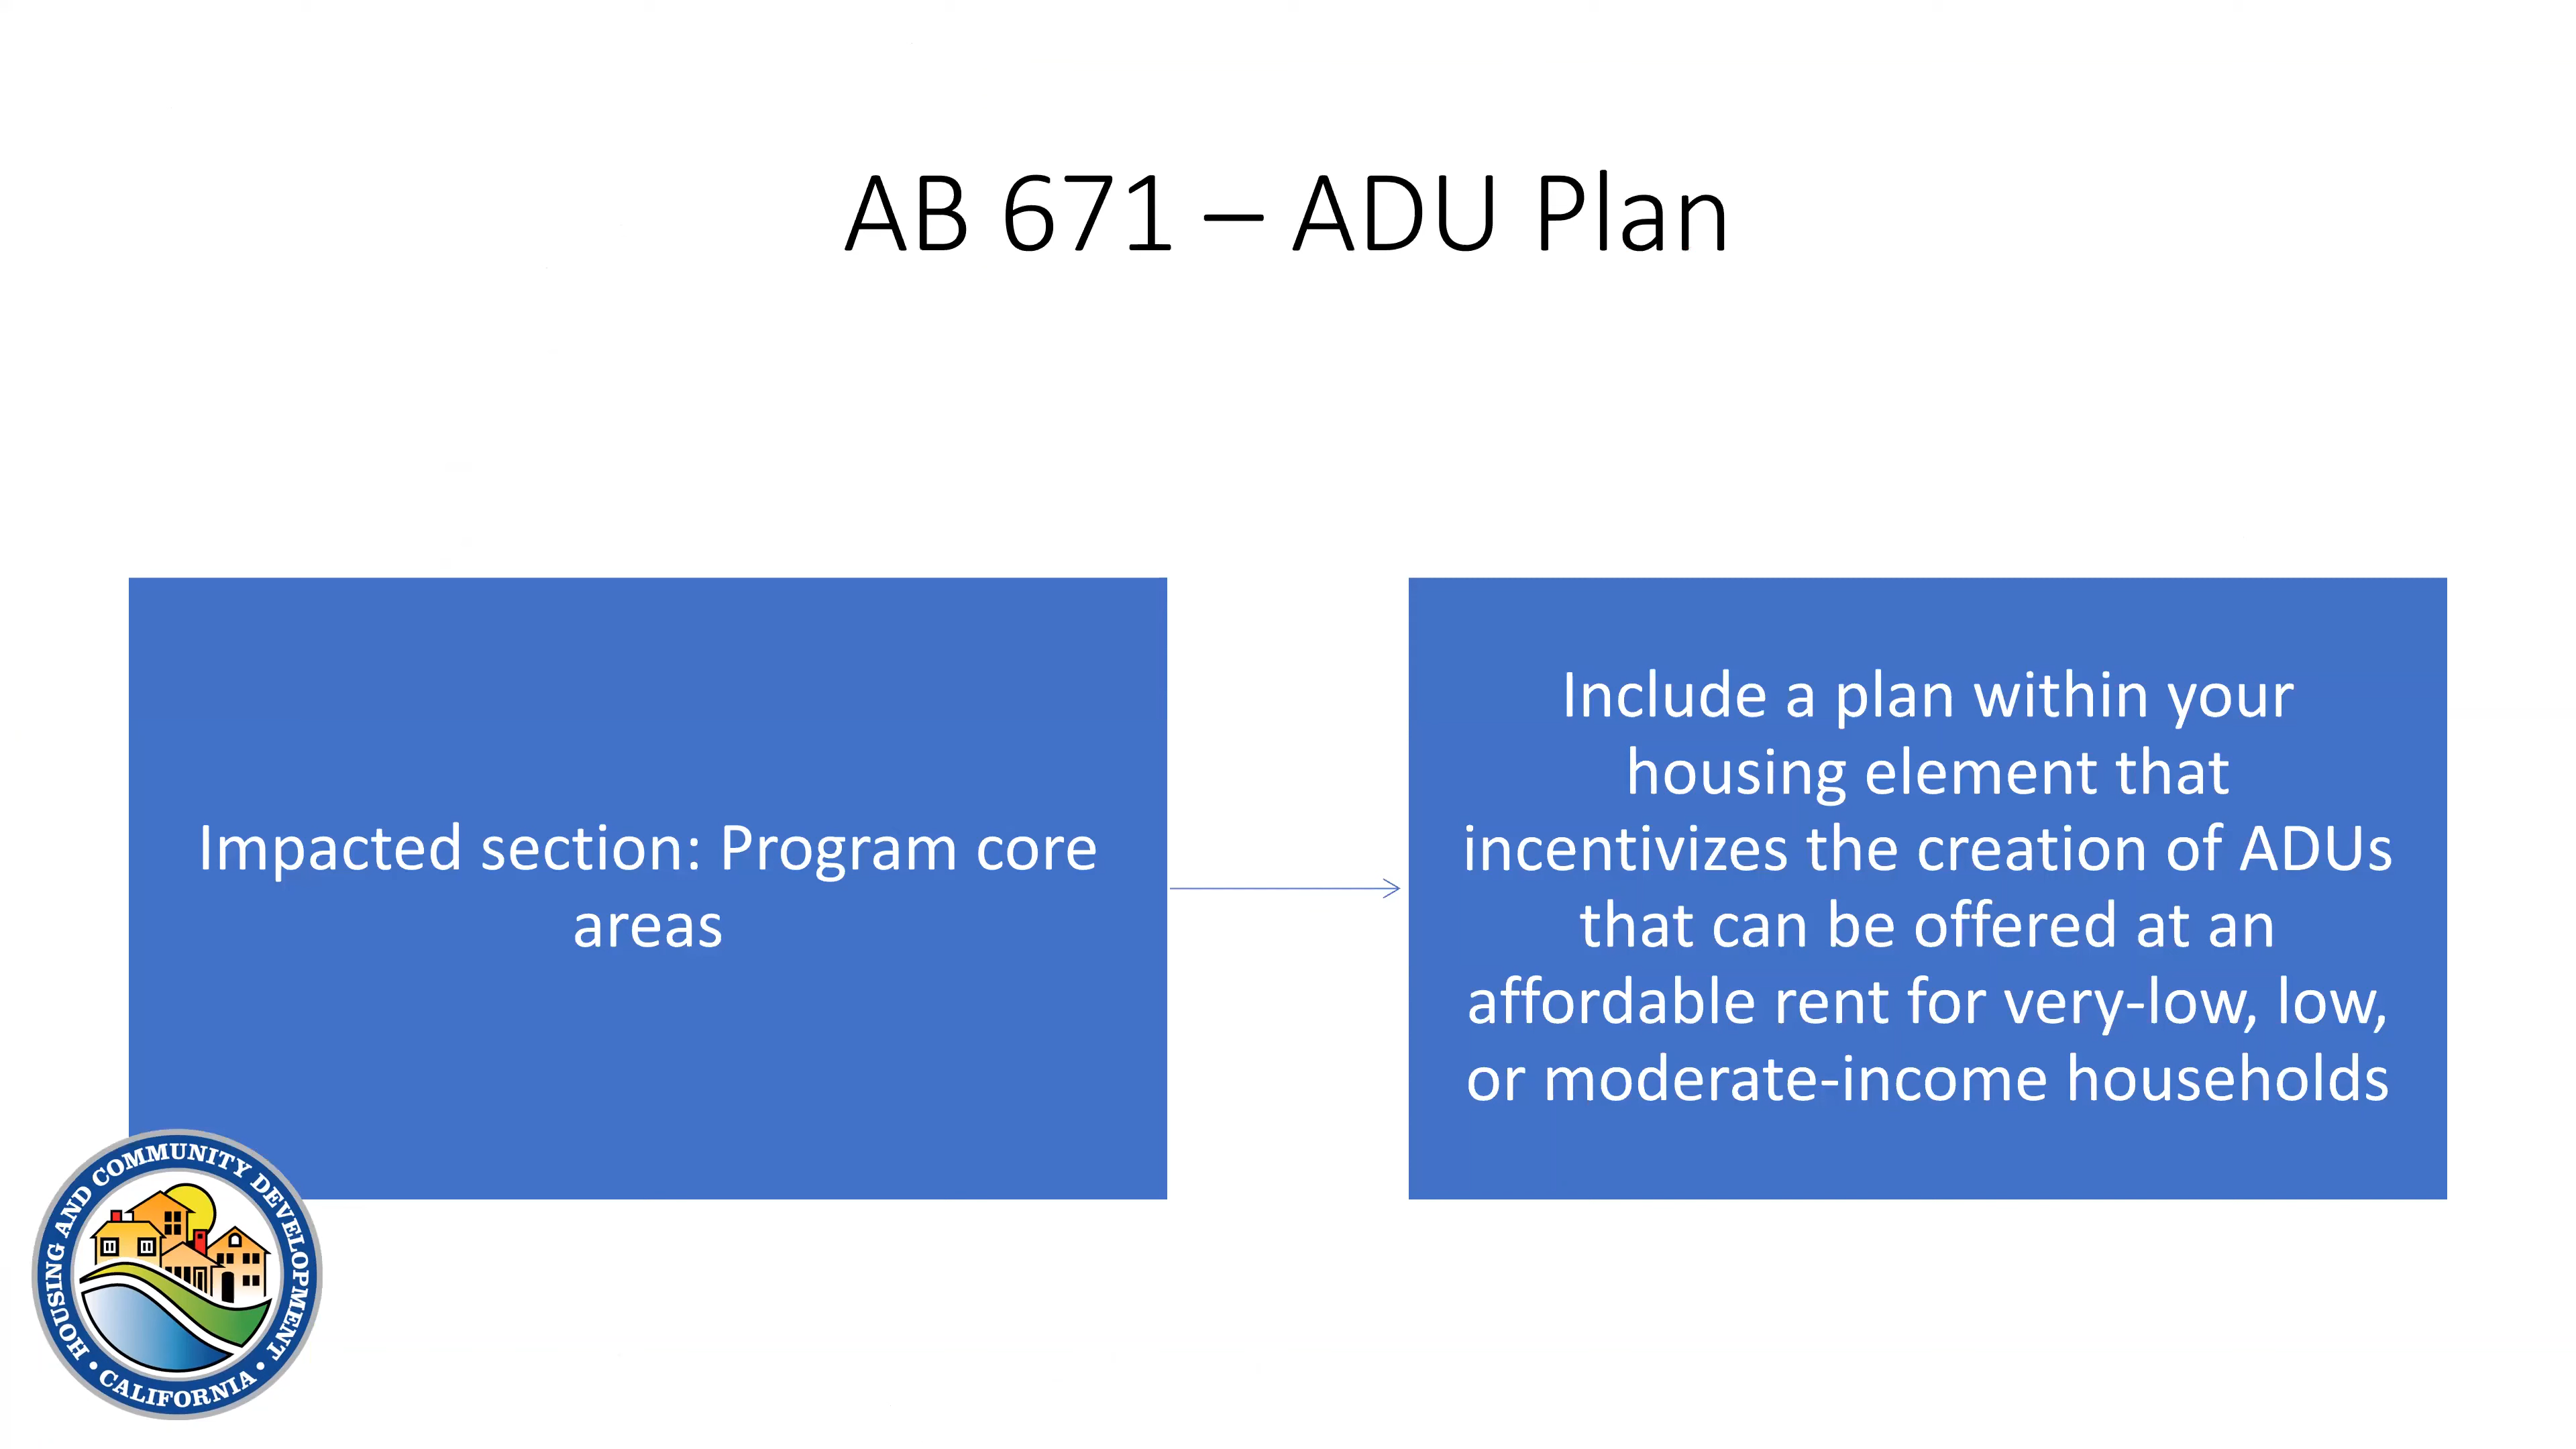 AB 671 – ADU Plan
Impacted section: Program core
areas
Include a plan within your
housing element that
incentivizes the creation of ADUs
that can be offered at an
affordable rent for very-low, low,
or moderate-income households
HOUSING AND COMMUNITY DEVELOPMENT
CALIFORNIA